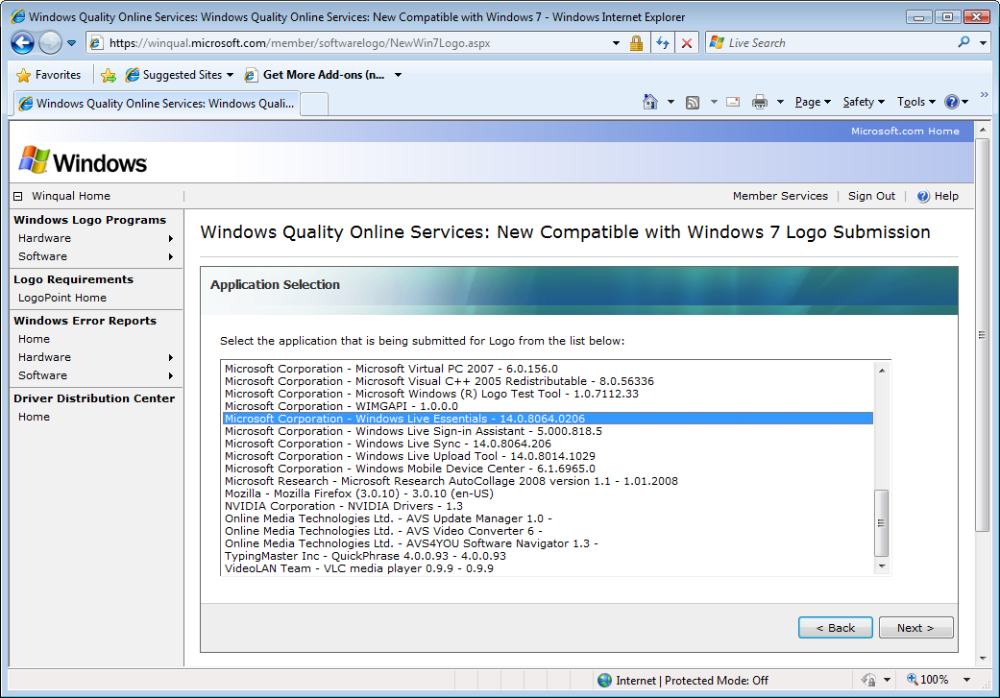 Windows Quality Online Services: Windows Quality Online Services: New Compatible with Windows 7 - Windows Internet Explorer
https://winqual.microsoft.com/member/softwarelogo/NewWin7Logo.aspx
Live Search
Favorites
Suggested Sites
Get More Add-ons (n...
Windows Quality Online Services: Windows Quali...
Page
Safety
Tools
Microsoft.com Home
Windows
Winqual Home
Member Services | Sign Out | Help
Windows Logo Programs
Hardware
Software
Logo Requirements
LogoPoint Home
Windows Error Reports
Home
Hardware
Software
Driver Distribution Center
Home
Windows Quality Online Services: New Compatible with Windows 7 Logo Submission
Application Selection
Select the application that is being submitted for Logo from the list below:
Microsoft Corporation - Microsoft Virtual PC 2007 - 6.0.156.0
Microsoft Corporation - Microsoft Visual C++ 2005 Redistributable - 8.0.56336
Microsoft Corporation - Microsoft Windows (R) Logo Test Tool - 1.0.7112.33
Microsoft Corporation - WIMGAPI - 1.0.0.0
Microsoft Corporation - Windows Live Essentials - 14.0.8064.0206
Microsoft Corporation - Windows Live Sign-in Assistant - 5.000.818.5
Microsoft Corporation - Windows Live Sync - 14.0.8064.206
Microsoft Corporation - Windows Live Upload Tool - 14.0.8014.1029
Microsoft Corporation - Windows Mobile Device Center - 6.1.6965.0
Microsoft Research - Microsoft Research AutoCollage 2008 version 1.1 - 1.01.2008
Mozilla - Mozilla Firefox (3.0.10) - 3.0.10 (en-US)
NVIDIA Corporation - NVIDIA Drivers - 1.3
Online Media Technologies Ltd. - AVS Update Manager 1.0 -
Online Media Technologies Ltd. - AVS Video Converter 6 -
Online Media Technologies Ltd. - AVS4YOU Software Navigator 1.3 -
TypingMaster Inc - QuickPhrase 4.0.0.93 - 4.0.0.93
VideoLAN Team - VLC media player 0.9.9 - 0.9.9
< Back
Next >
Internet | Protected Mode: Off
100%